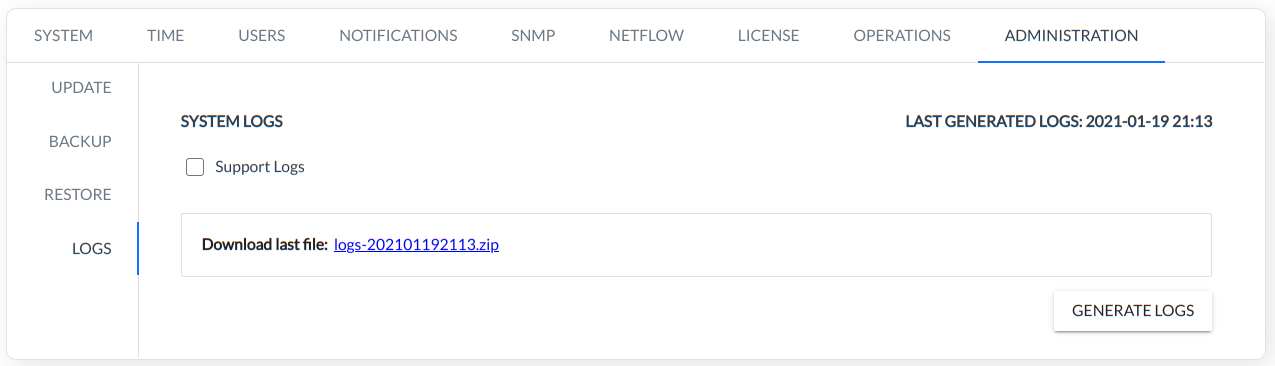 SYSTEM TIME USERS NOTIFICATIONS SNMP NETFLOW LICENSE OPERATIONS ADMINISTRATION
UPDATE
BACKUP
RESTORE
LOGS
SYSTEM LOGS LAST GENERATED LOGS: 2021-01-19 21:13
Support Logs
Download last file: logs-202101192113.zip
GENERATE LOGS